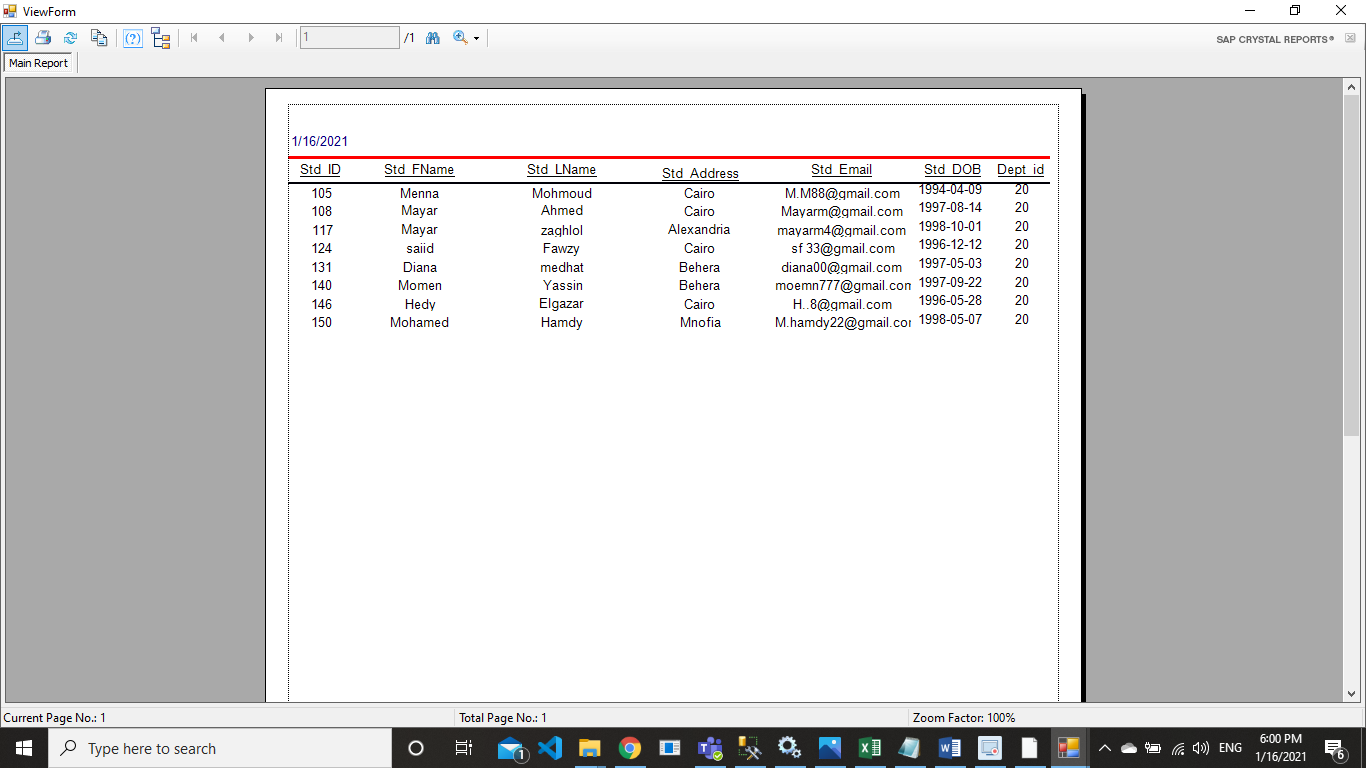 ViewForm
1 /1 SAP CRYSTAL REPORTS®
Main Report
1/16/2021
Std_ID Std_FName Std_LName Std_Address Std_Email Std_DOB Dept_id
105 Menna Mohmoud Cairo M.M88@gmail.com 1994-04-09 20
108 Mayar Ahmed Cairo Mayarm@gmail.com 1997-08-14 20
117 Mayar zaghlol Alexandria mayarm4@gmail.com 1998-10-01 20
124 saiid Fawzy Cairo sf 33@gmail.com 1996-12-12 20
131 Diana medhat Behera diana00@gmail.com 1997-05-03 20
140 Momen Yassin Behera moemn777@gmail.com 1997-09-22 20
146 Hedy Elgazar Cairo H..8@gmail.com 1996-05-28 20
150 Mohamed Hamdy Mnofia M.hamdy22@gmail.cor 1998-05-07 20
Current Page No.: 1 Total Page No.: 1 Zoom Factor: 100%
Type here to search 1 ENG 6:00 PM
1/16/2021 6